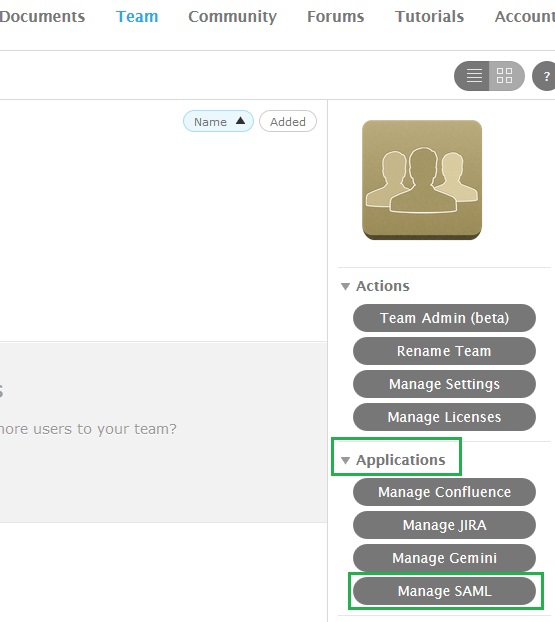 Documents Team Community Forums Tutorials Account
?
Name Added
Actions
Team Admin (beta)
Rename Team
Manage Settings
s
more users to your team?
Manage Licenses
Applications
Manage Confluence
Manage JIRA
Manage Gemini
Manage SAML